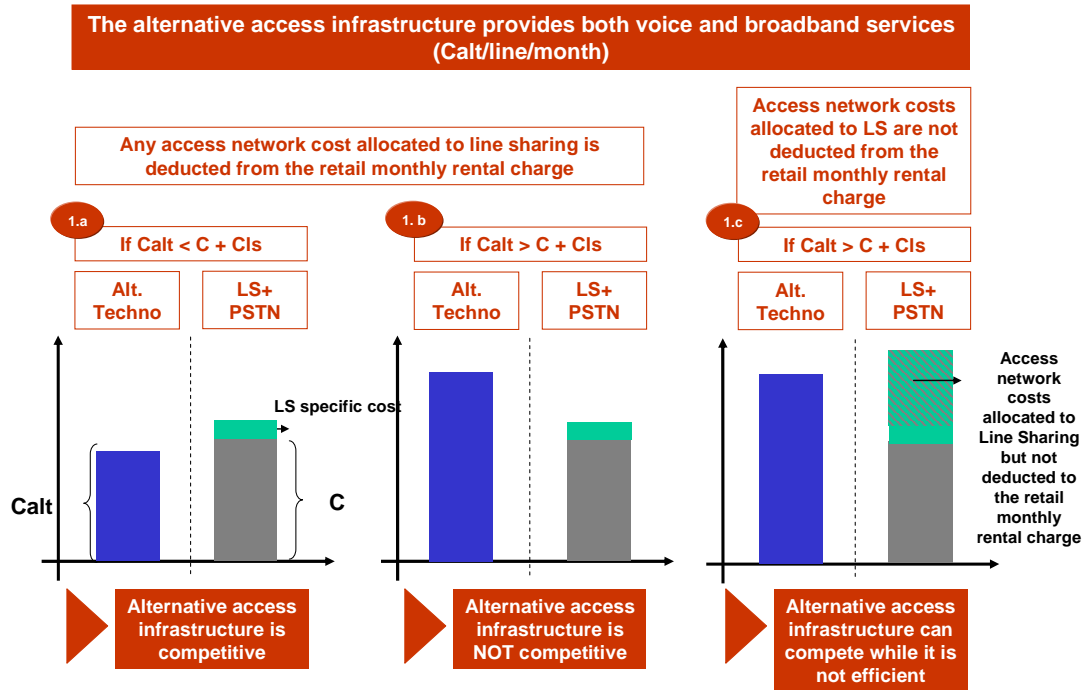 The alternative access infrastructure provides both voice and broadband services
(Calt/line/month)
Any access network cost allocated to line sharing is
deducted from the retail monthly rental charge
Access network costs
allocated to LS are not
deducted from the
retail monthly rental
charge
1.a
If Calt < C + Cls
Alt.
Techno
LS+
PSTN
LS specific cost
Calt
C
Alternative access
infrastructure is
competitive
1. b
If Calt > C + Cls
Alt.
Techno
LS+
PSTN
Alternative access
infrastructure is
NOT competitive
1.c
If Calt > C + Cls
Alt.
Techno
LS+
PSTN
Access
network
costs
allocated to
Line Sharing
but not
deducted to
the retail
monthly
rental charge
Alternative access
infrastructure can
compete while it is
not efficient